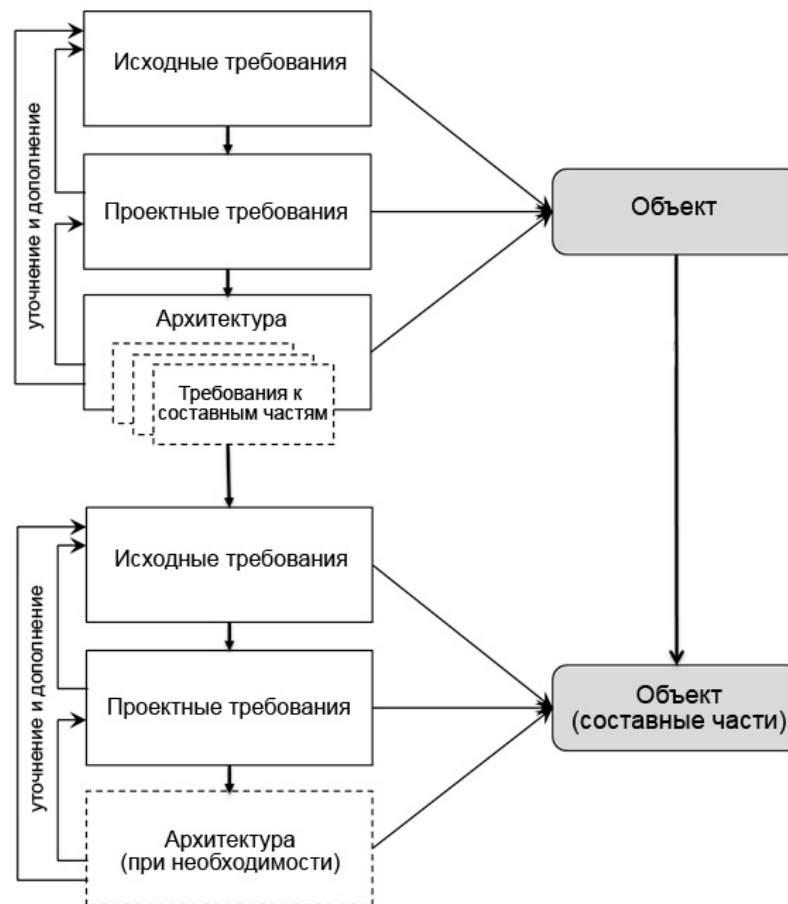 Исходные требования
уточнение и дополнение
Проектные требования
Объект
Архитектура
Требования к
составным частям
Исходные требования
уточнение и дополнение
Проектные требования
Объект
(составные части)
Архитектура
(при необходимости)